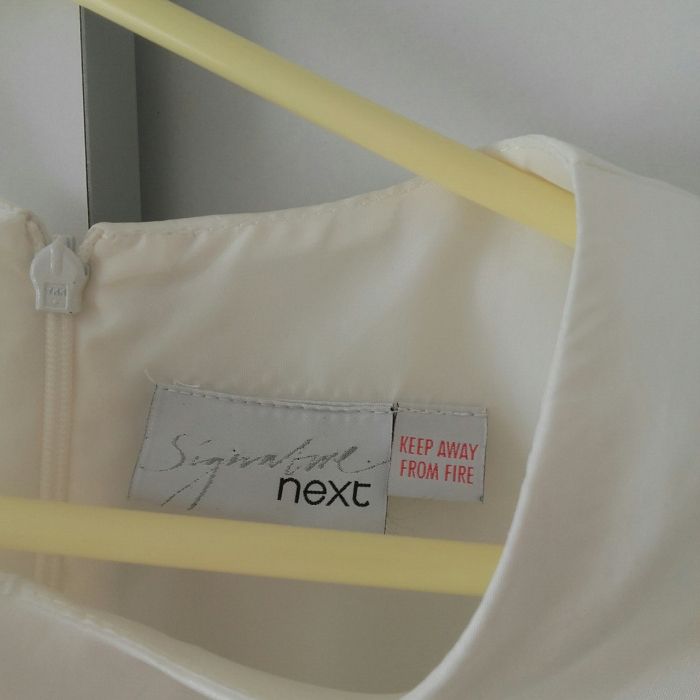 Signature
next
KEEP AWAY
FROM FIRE